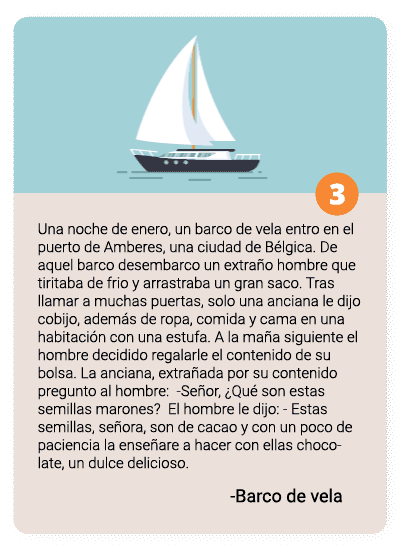 3
Una noche de enero, un barco de vela entro en el
puerto de Amberes, una ciudad de Bélgica. De
aquel barco desembarco un extraño hombre que
tiritaba de frio y arrastraba un gran saco. Tras
llamar a muchas puertas, solo una anciana le dijo
cobijo, además de ropa, comida y cama en una
habitación con una estufa. A la maña siguiente el
hombre decidido regalarle el contenido de su
bolsa. La anciana, extrañada por su contenido
pregunto al hombre:  -Señor, ¿Qué son estas
semillas marones?  El hombre le dijo: - Estas
semillas, señora, son de cacao y con un poco de
paciencia la enseñare a hacer con ellas choco-
late, un dulce delicioso.
-Barco de vela